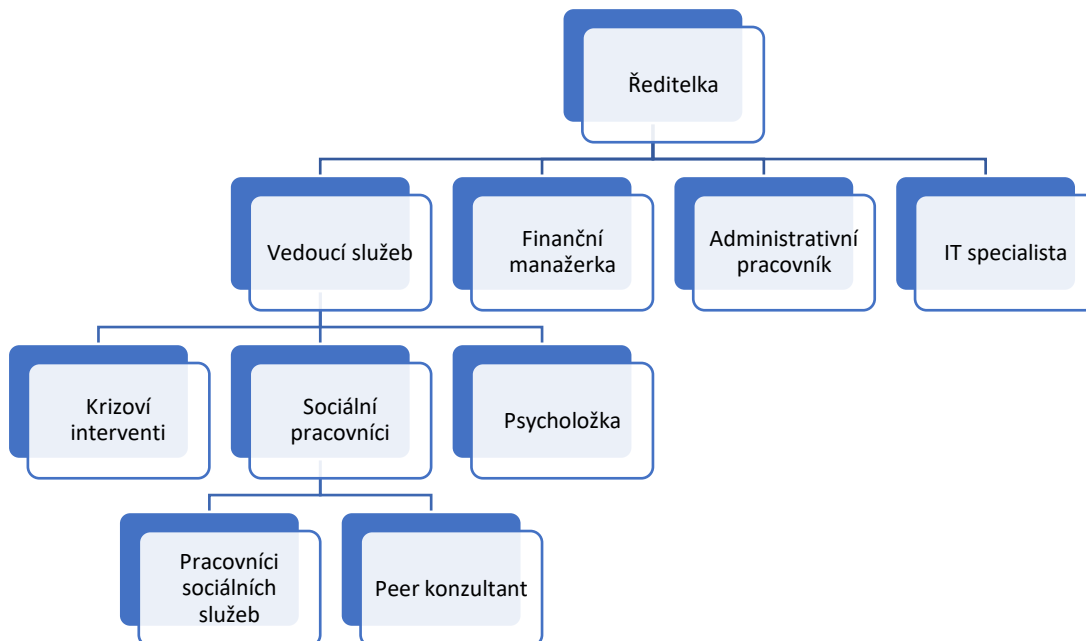 Ředitelka
Vedoucí služeb
Finanční
manažerka
Administrativní
pracovník
IT specialista
Krizoví
interventi
Sociální
pracovníci
Psycholožka
Pracovníci
sociálních
služeb
Peer konzultant